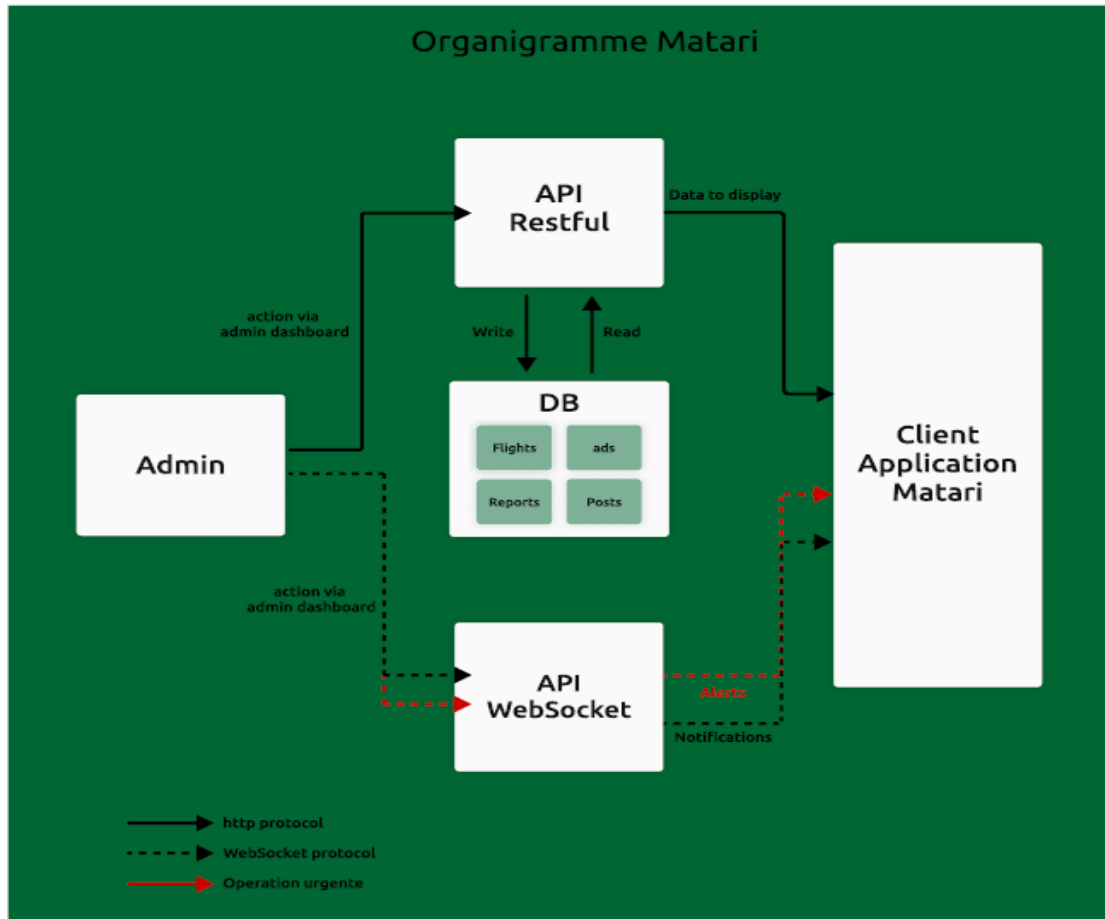 Organigramme Matari
API
Restful
Data to display
action via
admin dashboard
Write
Read
DB
Flights
ads
Reports
Posts
Admin
Client
Application
Matari
action via
admin dashboard
API
WebSocket
Alerts
Notifications
http protocol
WebSocket protocol
Operation urgente